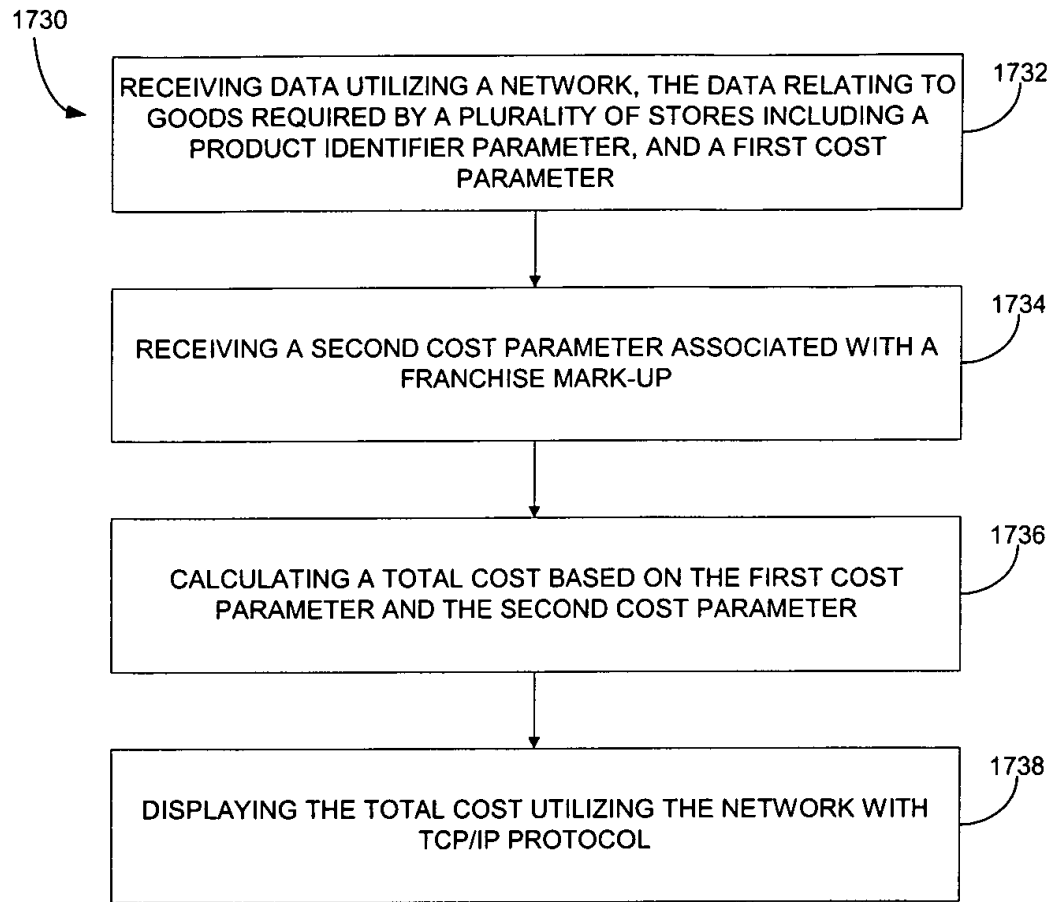 1730
RECEIVING DATA UTILIZING A NETWORK, THE DATA RELATING TO
GOODS REQUIRED BY A PLURALITY OF STORES INCLUDING A
PRODUCT IDENTIFIER PARAMETER, AND A FIRST COST
PARAMETER
1732
RECEIVING A SECOND COST PARAMETER ASSOCIATED WITH A
FRANCHISE MARK-UP
1734
CALCULATING A TOTAL COST BASED ON THE FIRST COST
PARAMETER AND THE SECOND COST PARAMETER
1736
DISPLAYING THE TOTAL COST UTILIZING THE NETWORK WITH
TCP/IP PROTOCOL
1738